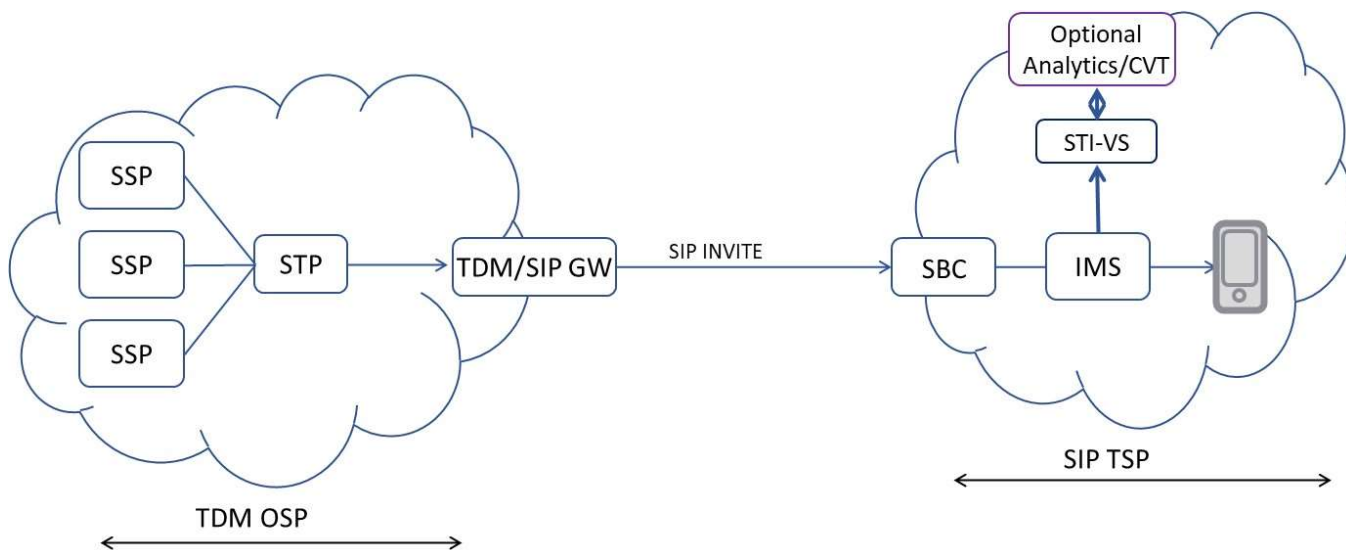 Optional
Analytics/CVT
STI-VS
SSP
SSP
SSP
STP
TDM/SIP GW
SIP INVITE
SBC
IMS
SIP TSP
TDM OSP